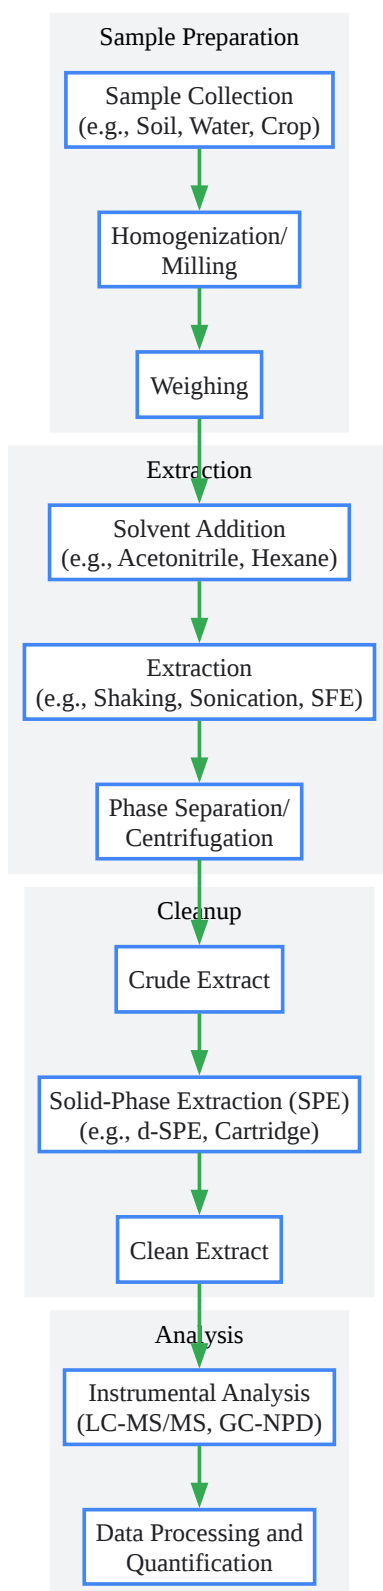 Sample Preparation
Sample Collection
(e.g., Soil, Water, Crop)
Homogenization/
Milling
Weighing
Extraction
Solvent Addition
(e.g., Acetonitrile, Hexane)
Extraction
(e.g., Shaking, Sonication, SFE)
Phase Separation/
Centrifugation
Cleanup
Crude Extract
Solid-Phase Extraction (SPE)
(e.g., d-SPE, Cartridge)
Clean Extract
Analysis
Instrumental Analysis
(LC-MS/MS, GC-NPD)
Data Processing and
Quantification